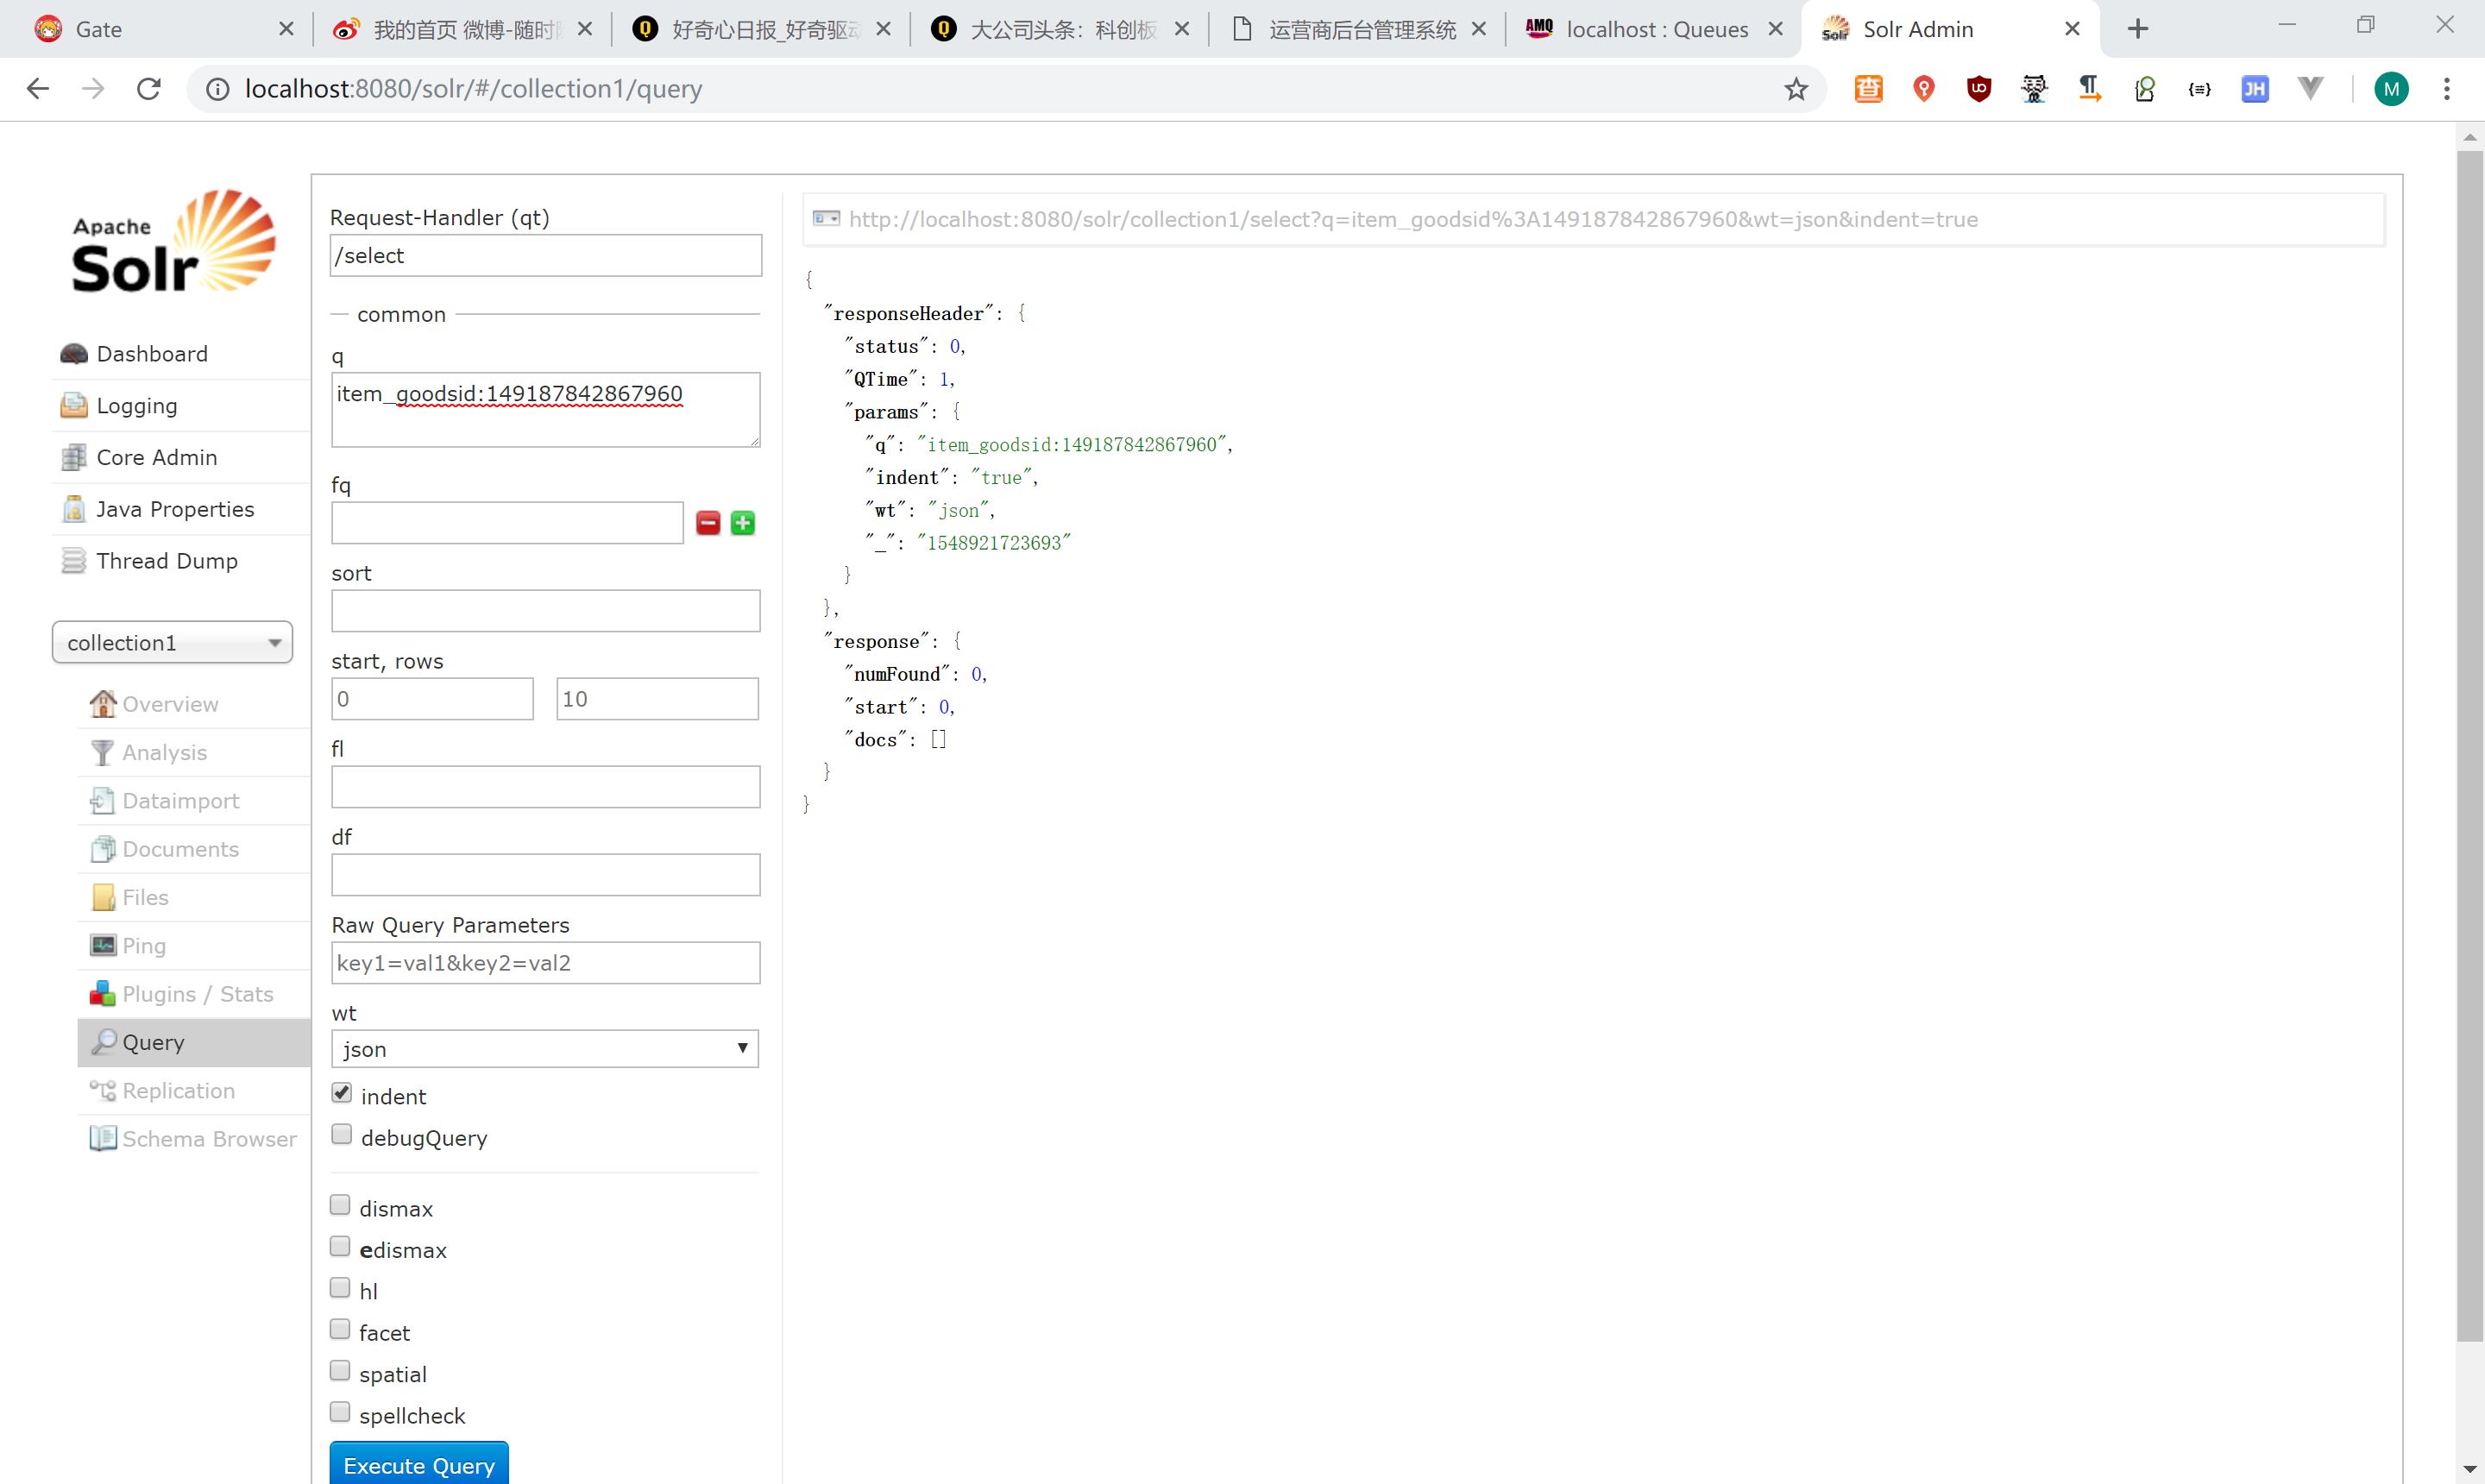 Gate
我的首页 微博-随时
好奇心日报_好奇驱动
大公司头条：科创板
运营商后台管理系统
localhost : Queues
Solr Admin
localhost:8080/solr/#/collection1/query
M
Apache
Solr
Dashboard
Logging
Core Admin
Java Properties
Thread Dump
collection1
Overview
Analysis
Dataimport
Documents
Files
Ping
Plugins / Stats
Query
Replication
Schema Browser
Request-Handler (qt)
/select
common
q
item_goodsid:149187842867960
fq
sort
start, rows
0
10
fl
df
Raw Query Parameters
key1=val1&key2=val2
wt
json
indent
debugQuery
dismax
edismax
hl
facet
spatial
spellcheck
Execute Query
http://localhost:8080/solr/collection1/select?q=item_goodsid%3A149187842867960&wt=json&indent=true
{
"responseHeader": {
"status": 0,
"QTime": 1,
"params": {
"q": "item_goodsid:149187842867960",
"indent": "true",
"wt": "json",
"_": "1548921723693"
}
},
"response": {
"numFound": 0,
"start": 0,
"docs": []
}
}